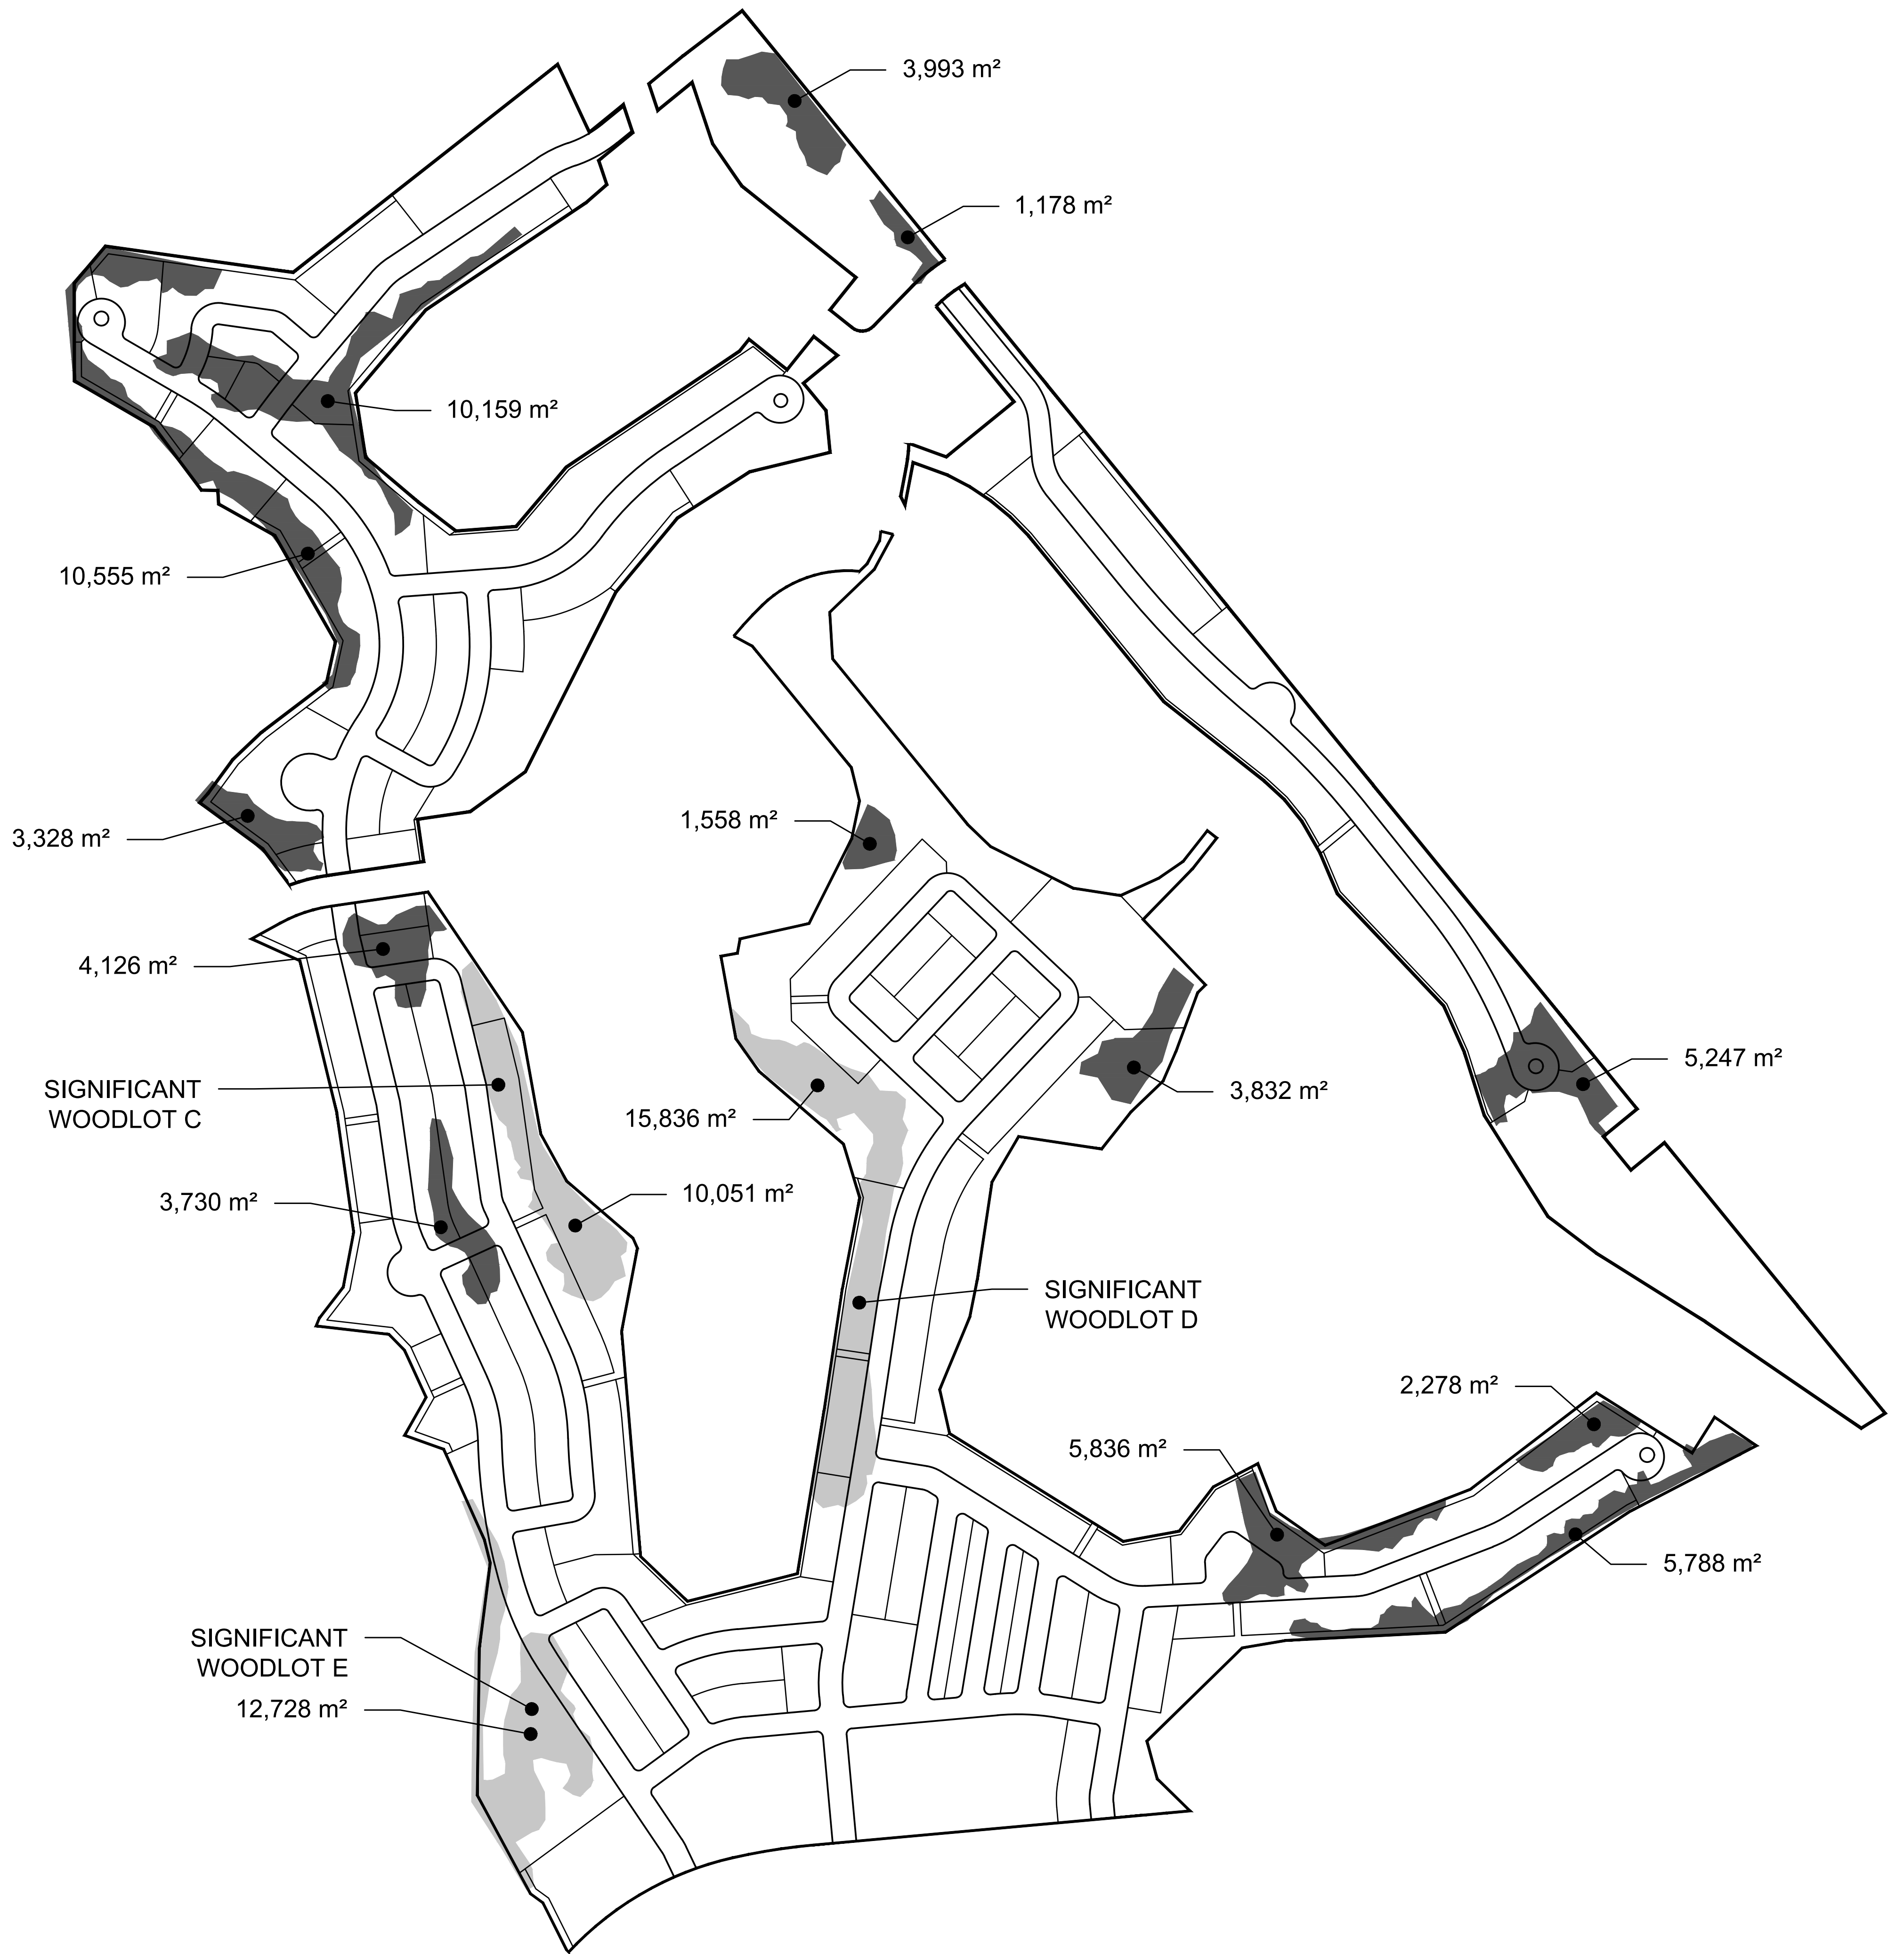 3,993 m²
1,178 m²
10,159 m²
10,555 m²
3,328 m²
1,558 m²
4,126 m²
SIGNIFICANT
WOODLOT C
15,836 m²
3,832 m²
5,247 m²
3,730 m²
10,051 m²
SIGNIFICANT
WOODLOT D
2,278 m²
5,836 m²
5,788 m²
SIGNIFICANT
WOODLOT E
12,728 m²